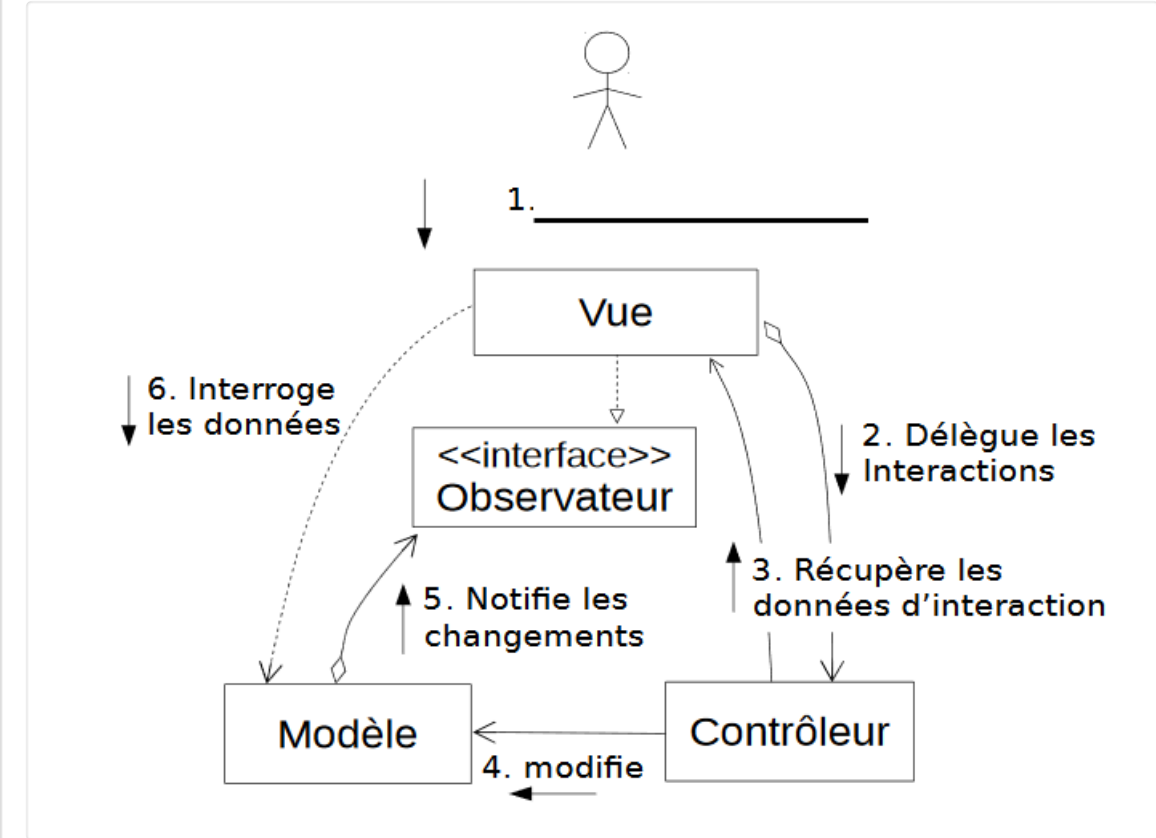 1.
Vue
6. Interroge
les données
<<interface>>
Observateur
2. Délègue les
Interactions
3. Récupère les
données d’interaction
5. Notifie les
changements
Modèle
Contrôleur
4. modifie